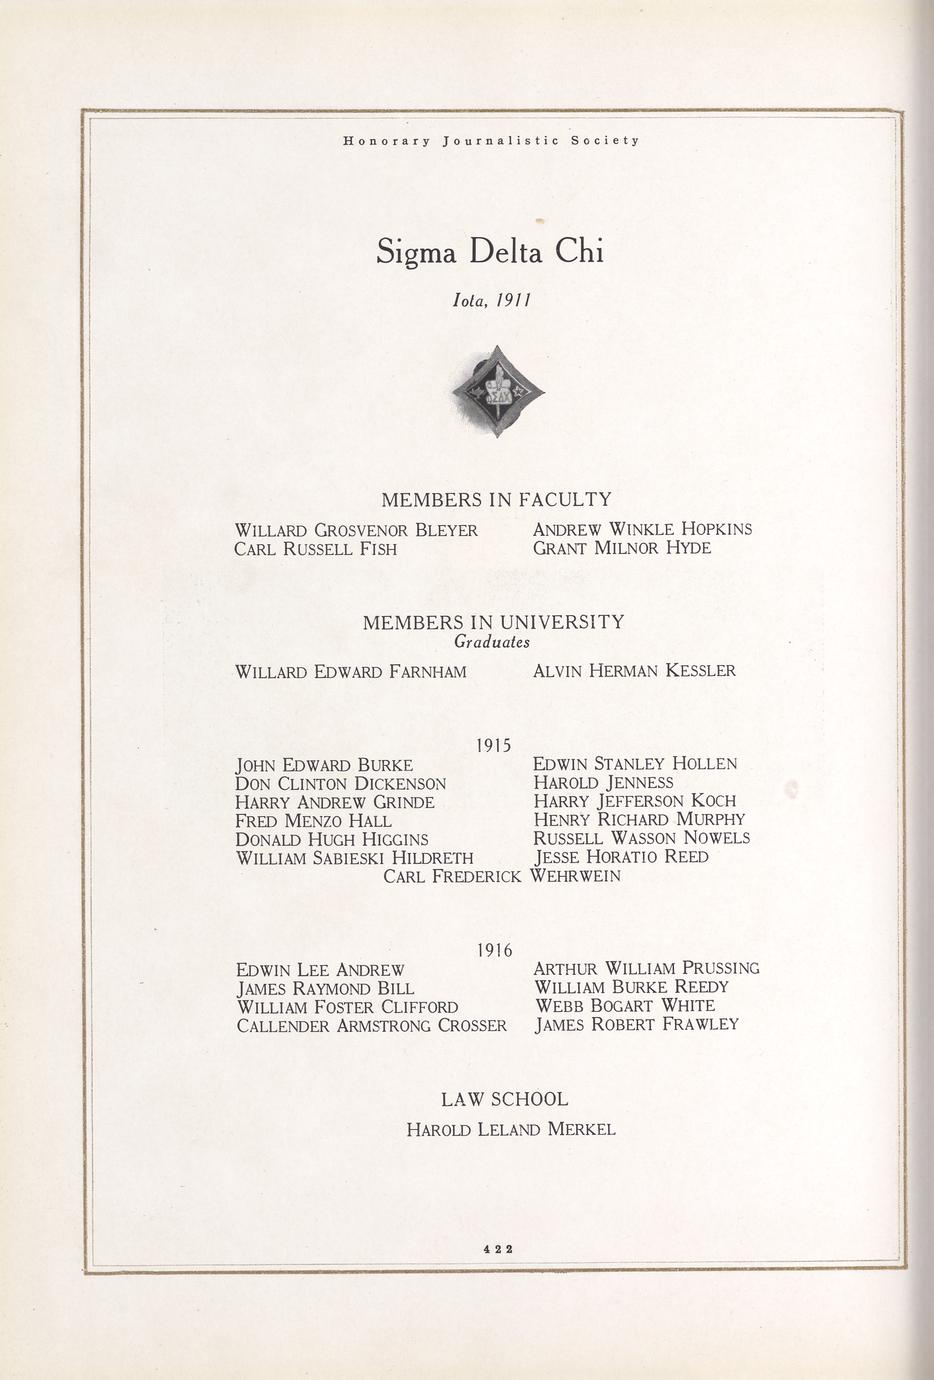 Honorary Journalistic Society
Sigma Delta Chi
Iota, 1911
ΣΔΧ
MEMBERS IN FACULTY
WILLARD GROSVENOR BLEYER ANDREW WINKLE HOPKINS
CARL RUSSELL FISH GRANT MILNOR HYDE
MEMBERS IN UNIVERSITY
Graduates
WILLARD EDWARD FARNHAM ALVIN HERMAN KESSLER
1915
JOHN EDWARD BURKE EDWIN STANLEY HOLLEN
DON CLINTON DICKENSON HAROLD JENNESS
HARRY ANDREW GRINDE HARRY JEFFERSON KOCH
FRED MENZO HALL HENRY RICHARD MURPHY
DONALD HUGH HIGGINS RUSSELL WASSON NOWELS
WILLIAM SABIESKI HILDRETH JESSE HORATIO REED
CARL FREDERICK WEHRWEIN
1916
EDWIN LEE ANDREW ARTHUR WILLIAM PRUSSING
JAMES RAYMOND BILL WILLIAM BURKE REEDY
WILLIAM FOSTER CLIFFORD WEBB BOGART WHITE
CALLENDER ARMSTRONG CROSSER JAMES ROBERT FRAWLEY
LAW SCHOOL
HAROLD LELAND MERKEL
422